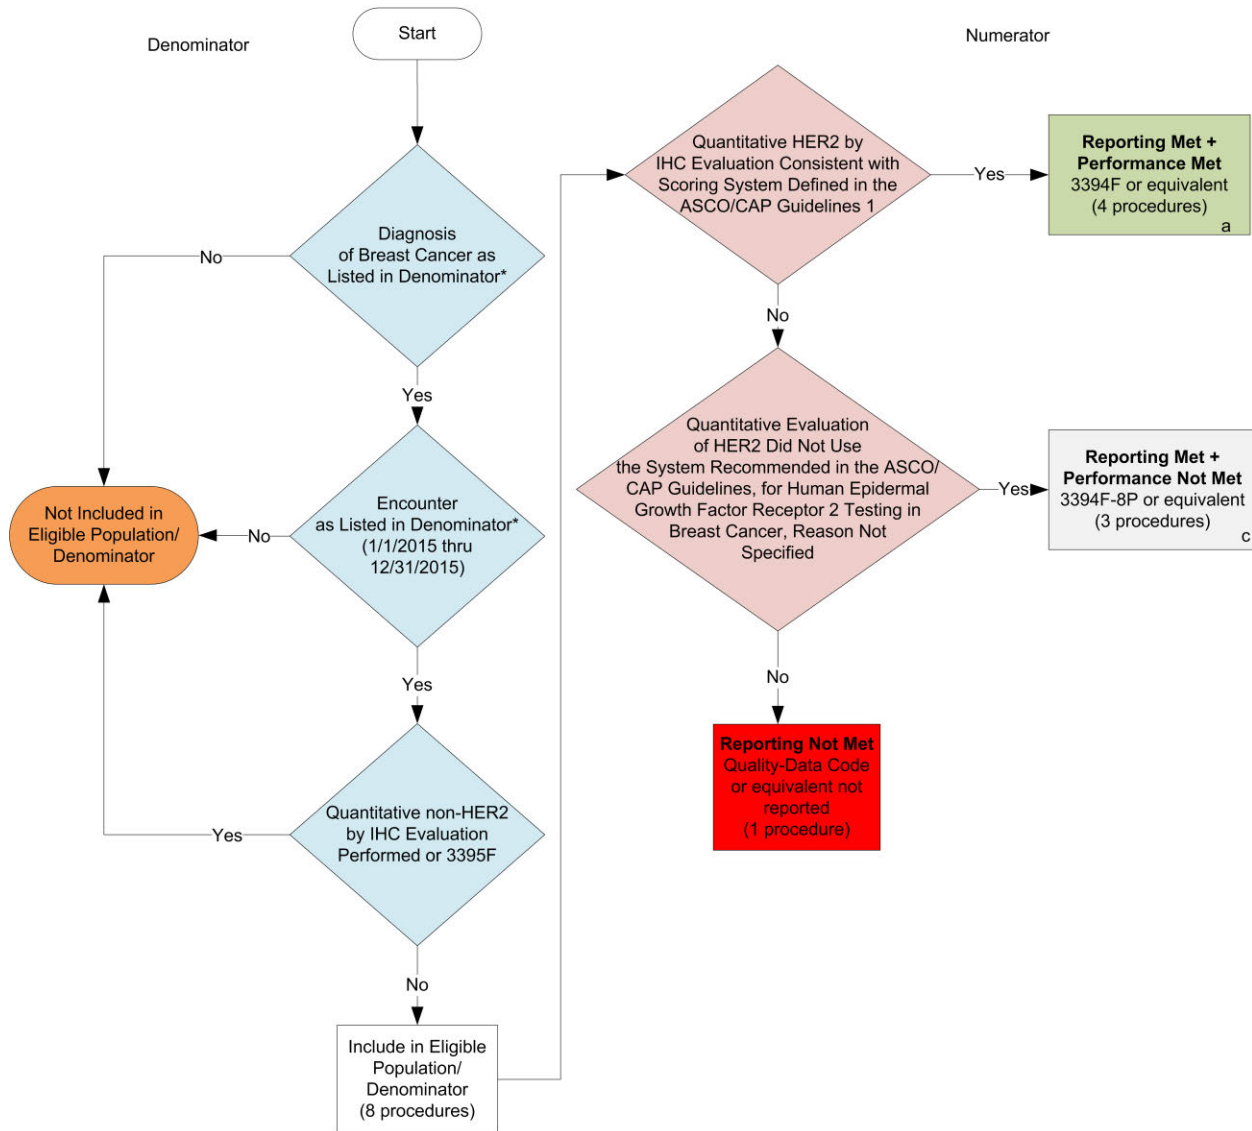 Denominator
Start
Numerator
Diagnosis
of Breast Cancer as
Listed in Denominator*
No
Yes
Encounter
as Listed in Denominator*
(1/1/2015 thru
12/31/2015)
No
Not Included in
Eligible Population/
Denominator
Yes
Quantitative non-HER2
by IHC Evaluation
Performed or 3395F
Yes
No
Include in Eligible
Population/
Denominator
(8 procedures)
Quantitative HER2 by
IHC Evaluation Consistent with
Scoring System Defined in the
ASCO/CAP Guidelines 1
Yes
Reporting Met +
Performance Met
3394F or equivalent
(4 procedures)
a
No
Quantitative Evaluation
of HER2 Did Not Use
the System Recommended in the ASCO/
CAP Guidelines, for Human Epidermal
Growth Factor Receptor 2 Testing in
Breast Cancer, Reason Not
Specified
Yes
Reporting Met +
Performance Not Met
3394F-8P or equivalent
(3 procedures)
c
No
Reporting Not Met
Quality-Data Code
or equivalent not
reported
(1 procedure)